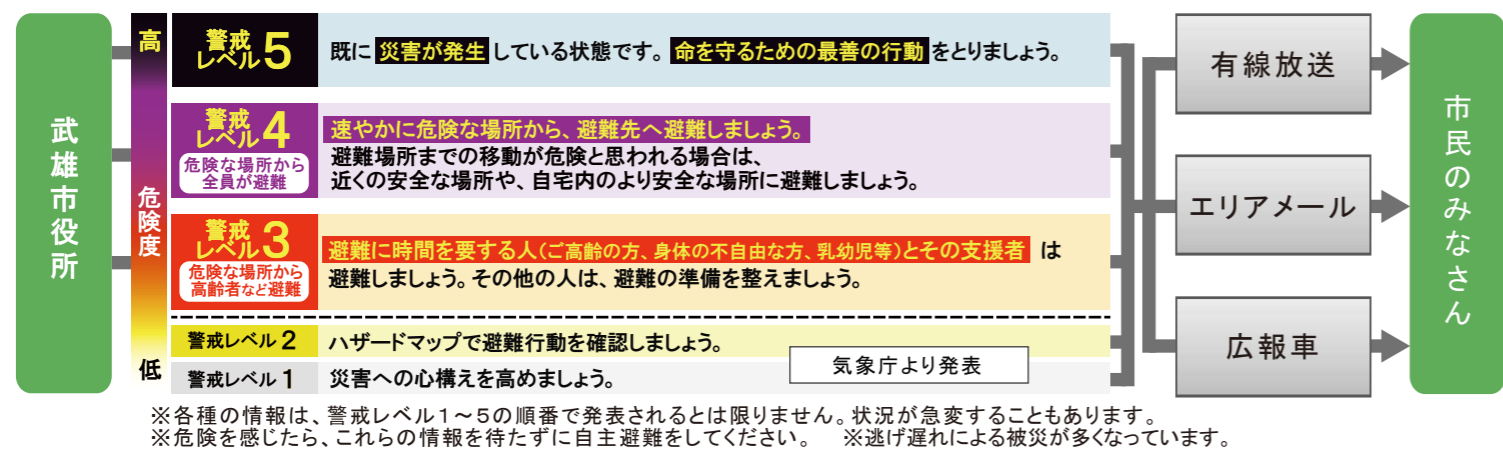 武雄市役所
高
危険度
低
警戒レベル5
既に災害が発生している状態です。命を守るための最善の行動をとりましょう。
警戒レベル4
危険な場所から
全員が避難
速やかに危険な場所から、避難先へ避難しましょう。
避難場所までの移動が危険と思われる場合は、
近くの安全な場所や、自宅内のより安全な場所に避難しましょう。
警戒レベル3
危険な場所から
高齢者など避難
避難に時間を要する人(ご高齢の方、身体の不自由な方、乳幼児等)とその支援者 は
避難しましょう。その他の人は、避難の準備を整えましょう。
警戒レベル 2
ハザードマップで避難行動を確認しましょう。
警戒レベル 1
災害への心構えを高めましょう。
気象庁より発表
有線放送
エリアメール
広報車
市民のみなさん
※各種の情報は、警戒レベル1~5の順番で発表されるとは限りません。状況が急変することもあります。
※危険を感じたら、これらの情報を待たずに自主避難をしてください。 ※逃げ遅れによる被災が多くなっています。